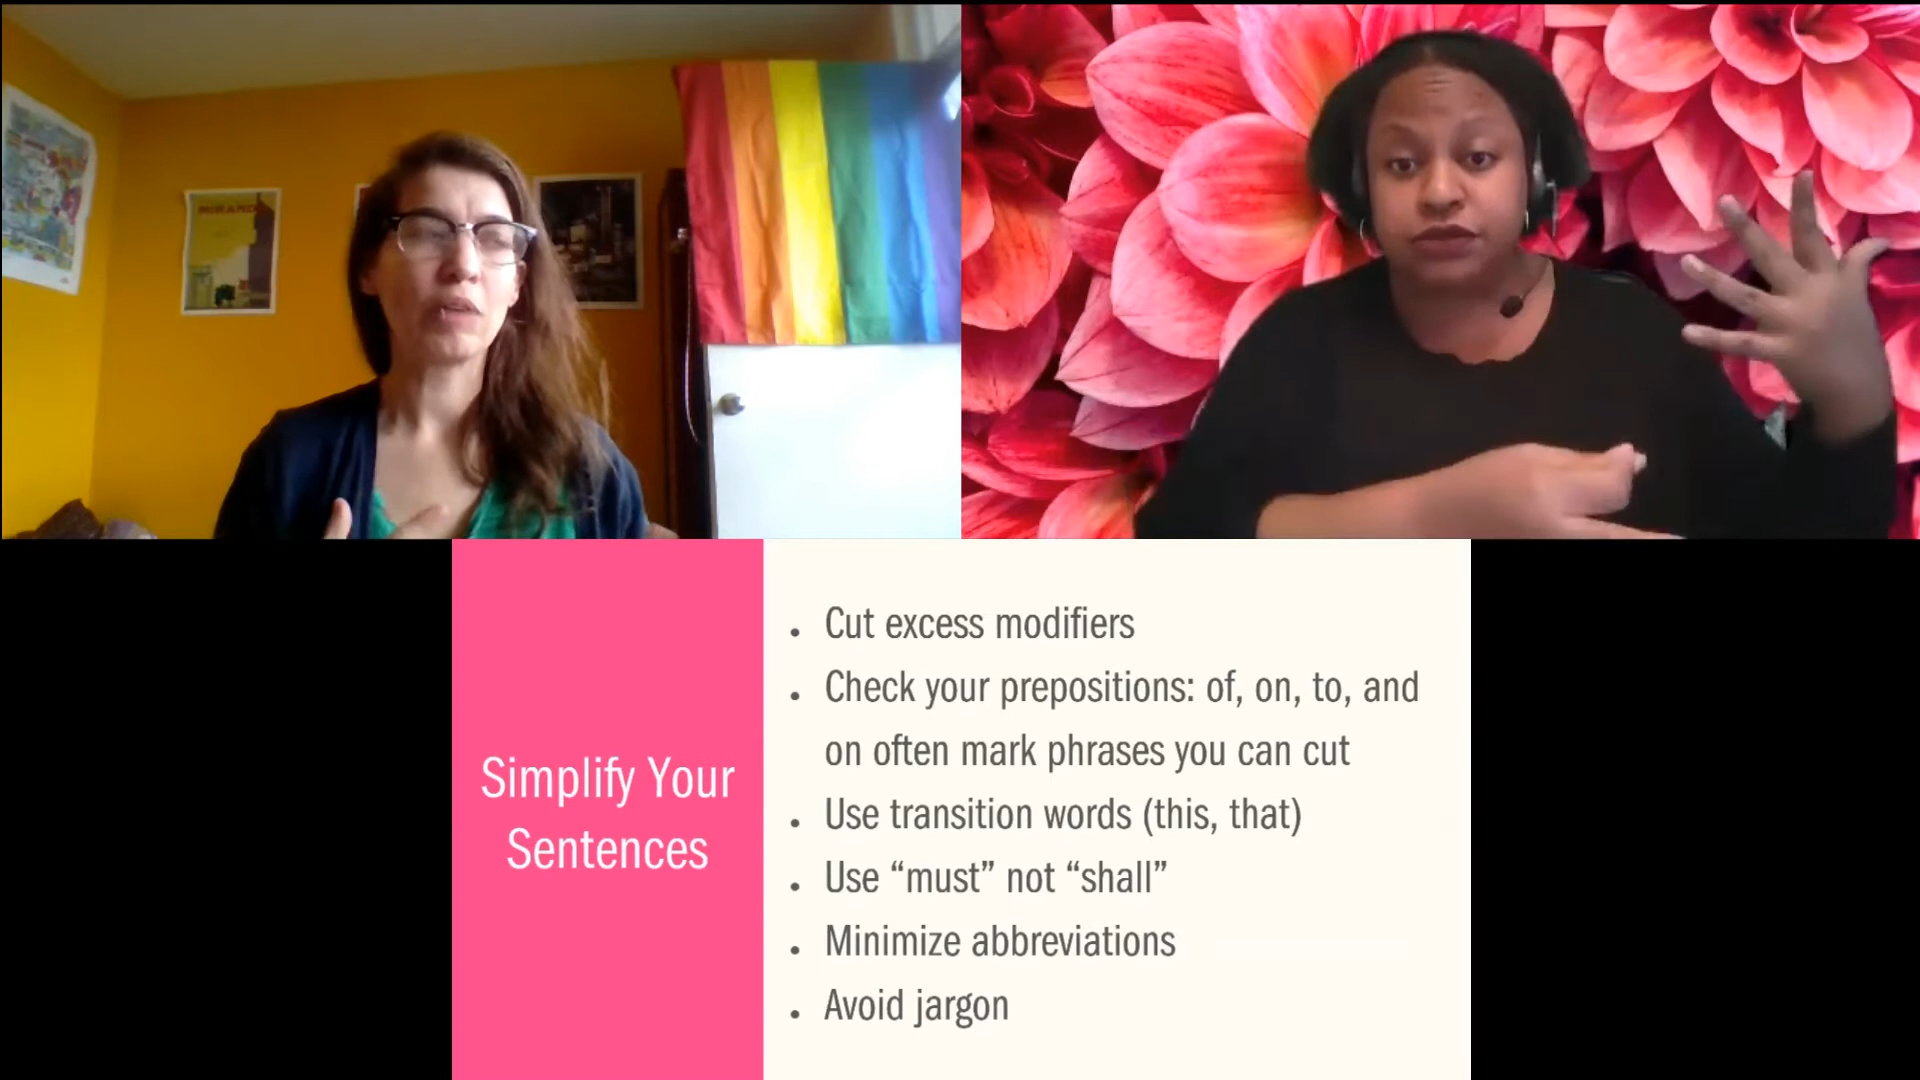 MIRAND
Simplify Your
Sentences
• Cut excess modifiers
• Check your prepositions: of, on, to, and
on often mark phrases you can cut
• Use transition words (this, that)
• Use “must” not “shall”
• Minimize abbreviations
• Avoid jargon